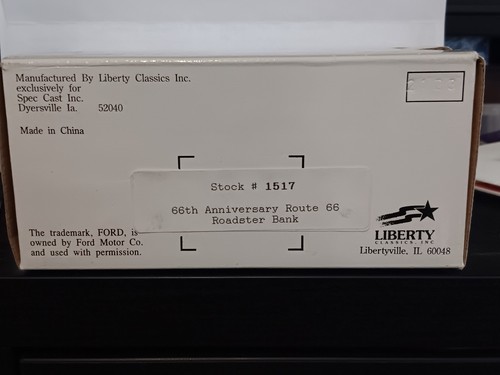 Manufactured By Liberty Classics Inc.
exclusively for
Spec Cast Inc.
Dyersville Ia. 52040
Made in China
Stock # 1517
66th Anniversary Route 66
Roadster Bank
The trademark, FORD, is
owned by Ford Motor Co.
and used with permission.
LIBERTY
CLASSICS, INC
Libertyville, IL 60048